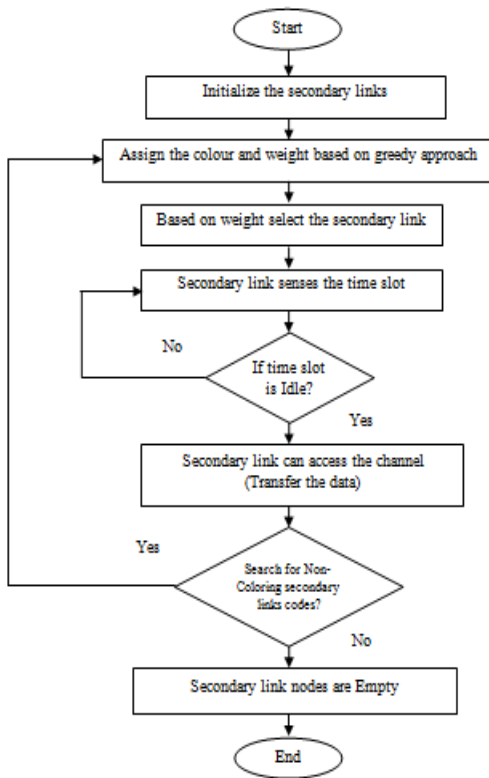 Start
Initialize the secondary links
Assign the colour and weight based on greedy approach
Based on weight select the secondary link
Secondary link senses the time slot
No
If time slot
is Idle?
Yes
Secondary link can access the channel
(Transfer the data)
Yes
Search for Non-
Coloring secondary
links codes?
No
Secondary link nodes are Empty
End